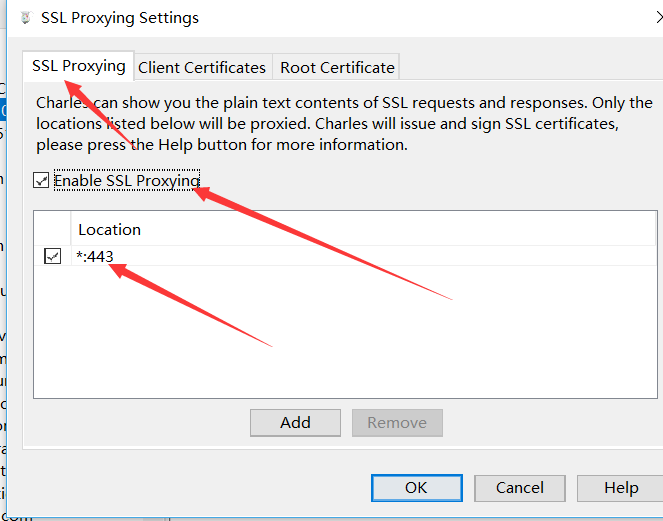 SSL Proxying Settings
SSL Proxying
Client Certificates
Root Certificate
Charles can show you the plain text contents of SSL requests and responses. Only the
locations listed below will be proxied. Charles will issue and sign SSL certificates,
please press the Help button for more information.
Enable SSL Proxying
Location
*:443
Add
Remove
OK
Cancel
Help
com